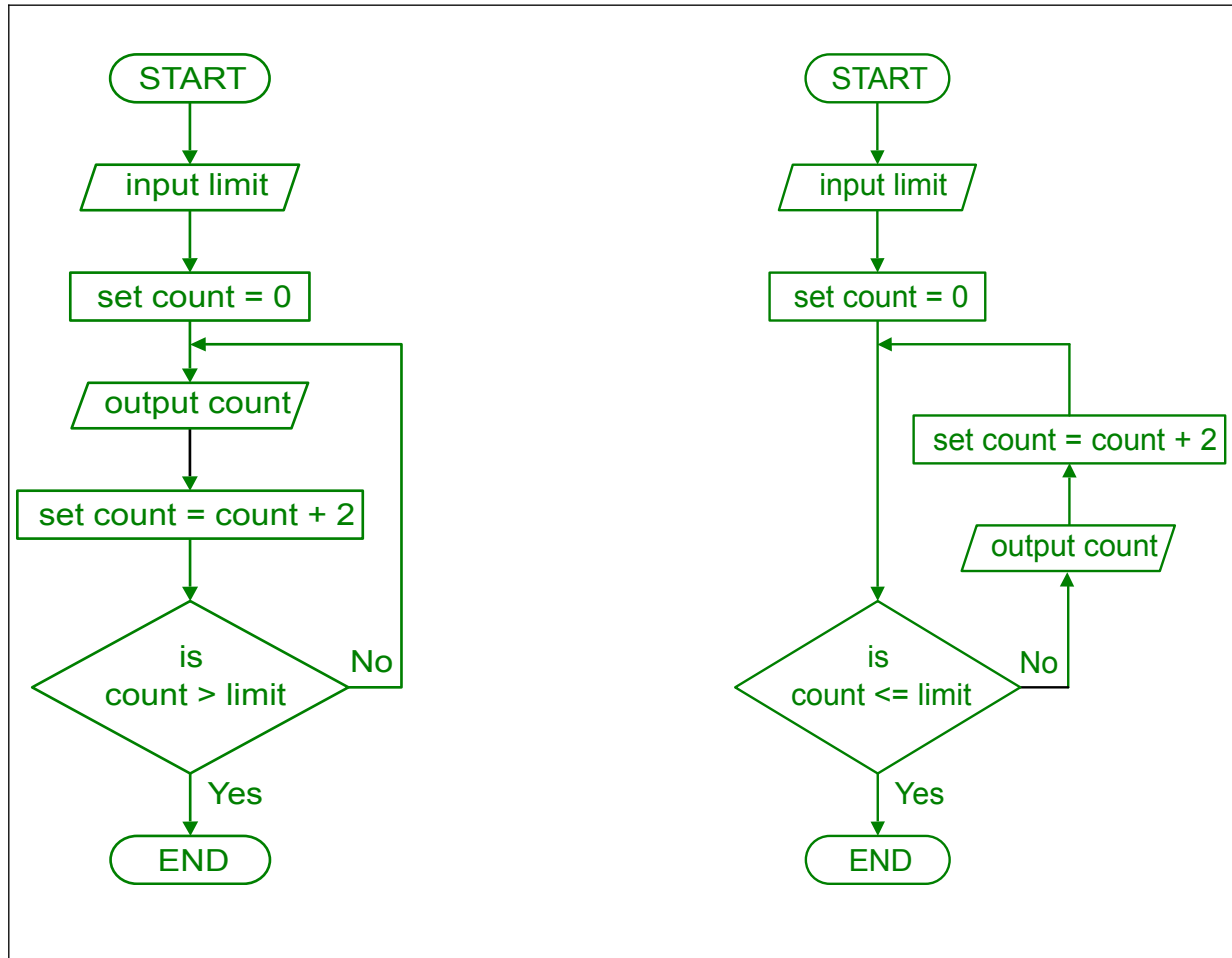 START
input limit
set count = 0
output count
set count = count + 2
is
count > limit
No
Yes
END
START
input limit
set count = 0
set count = count + 2
output count
is
count <= limit
No
Yes
END